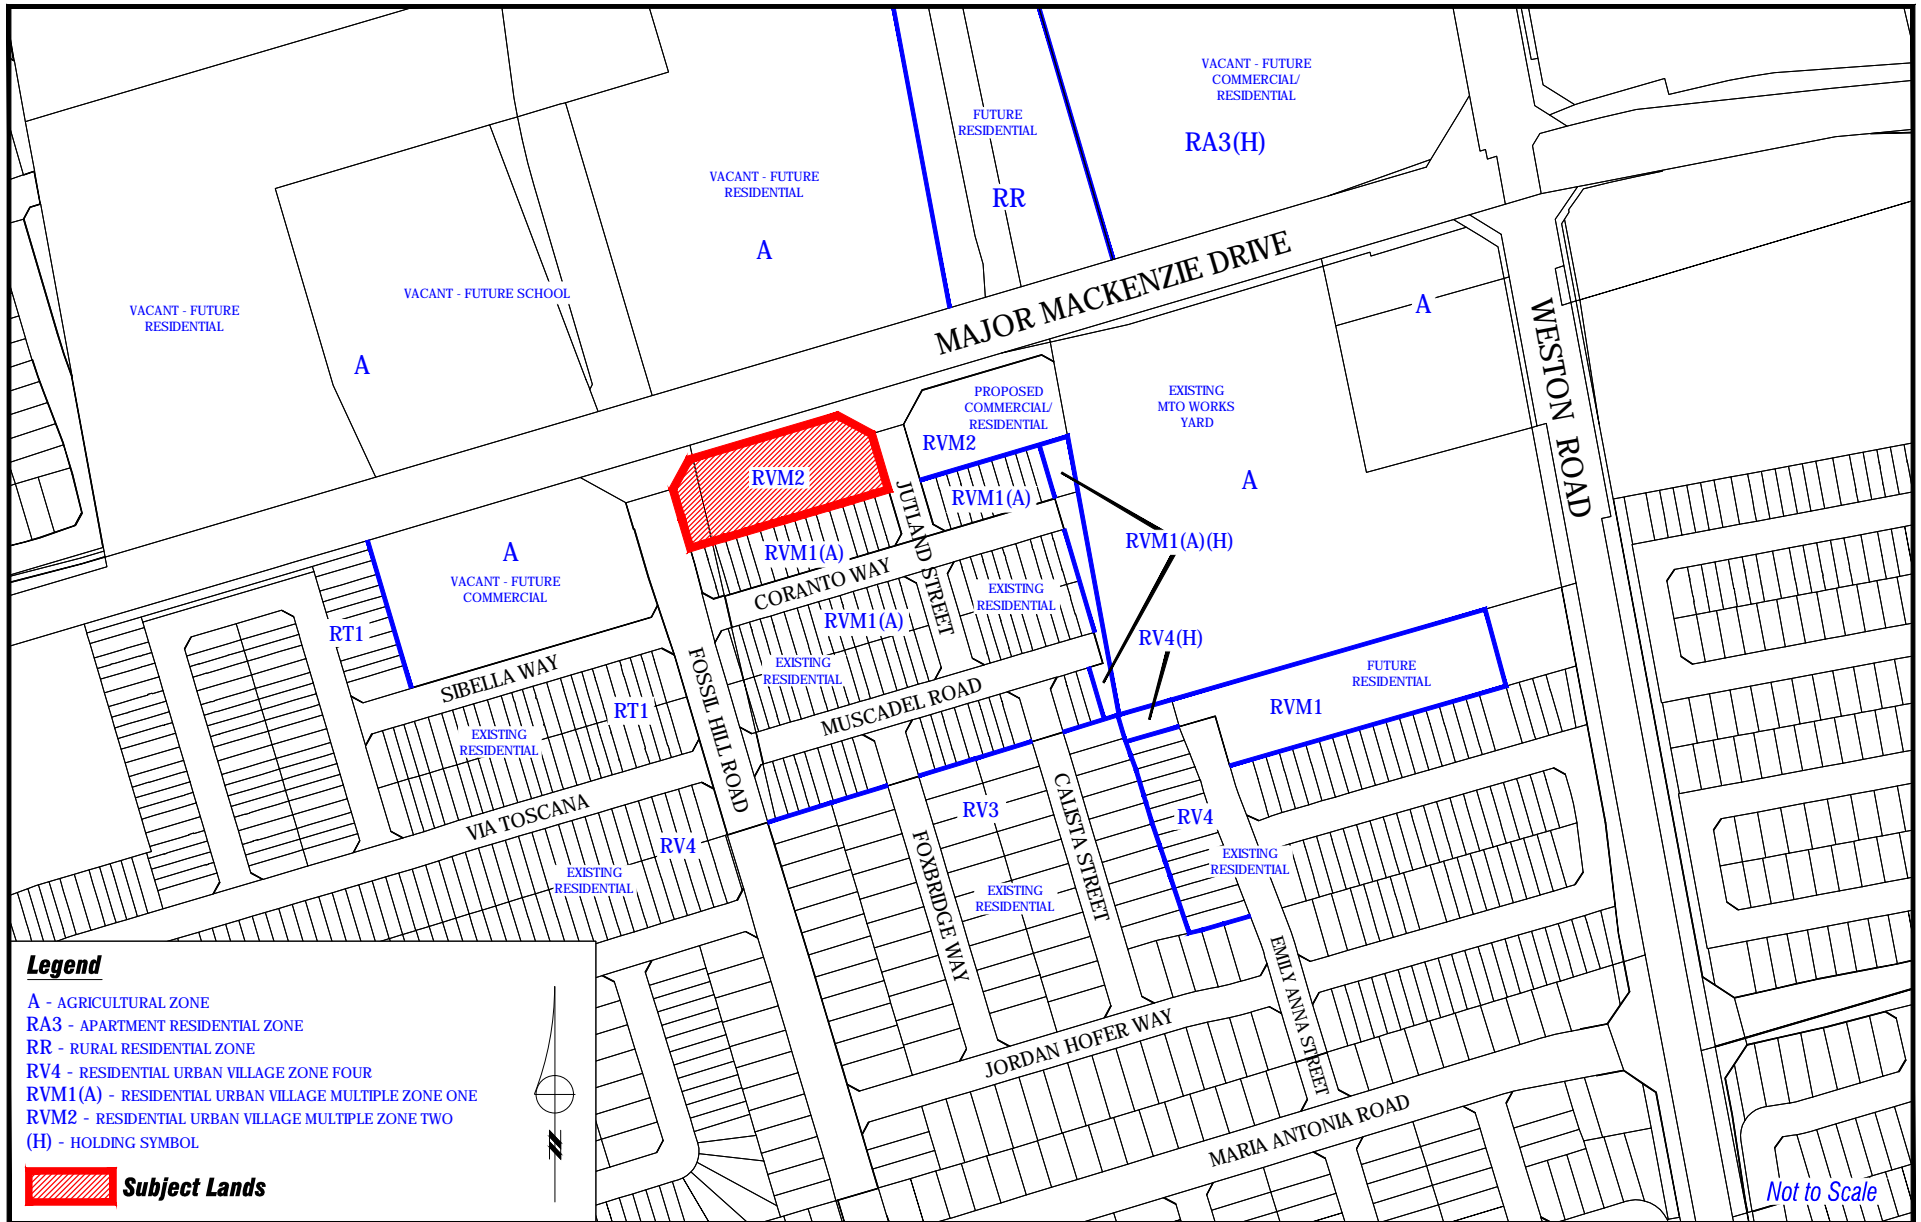 VACANT - FUTURE
COMMERCIAL/
RESIDENTIAL
RA3(H)
FUTURE
RESIDENTIAL
RR
VACANT - FUTURE
RESIDENTIAL
A
VACANT - FUTURE
RESIDENTIAL
VACANT - FUTURE SCHOOL
A
MAJOR MACKENZIE DRIVE
WESTON ROAD
A
PROPOSED
COMMERCIAL/
RESIDENTIAL
RVM2
EXISTING
MTO WORKS
YARD
A
RVM2
JUTLAND STREET
RVM1(A)
RVM1(A)(H)
RVM1(A)
CORANTO WAY
A
VACANT - FUTURE
COMMERCIAL
EXISTING
RESIDENTIAL
RVM1(A)
RT1
RV4(H)
SIBELLA WAY
FOSSIL HILL ROAD
EXISTING
RESIDENTIAL
MUSCADEL ROAD
FUTURE
RESIDENTIAL
RVM1
RT1
EXISTING
RESIDENTIAL
VIA TOSCANA
RV4
EXISTING
RESIDENTIAL
RV3
CALISTA STREET
RV4
EXISTING
RESIDENTIAL
FOXBRIDGE WAY
EXISTING
RESIDENTIAL
EMILY ANNA STREET
JORDAN HOFER WAY
MARIA ANTONIA ROAD
Legend
A - AGRICULTURAL ZONE
RA3 - APARTMENT RESIDENTIAL ZONE
RR - RURAL RESIDENTIAL ZONE
RV4 - RESIDENTIAL URBAN VILLAGE ZONE FOUR
RVM1(A) - RESIDENTIAL URBAN VILLAGE MULTIPLE ZONE ONE
RVM2 - RESIDENTIAL URBAN VILLAGE MULTIPLE ZONE TWO
(H) - HOLDING SYMBOL
Subject Lands
N
Not to Scale